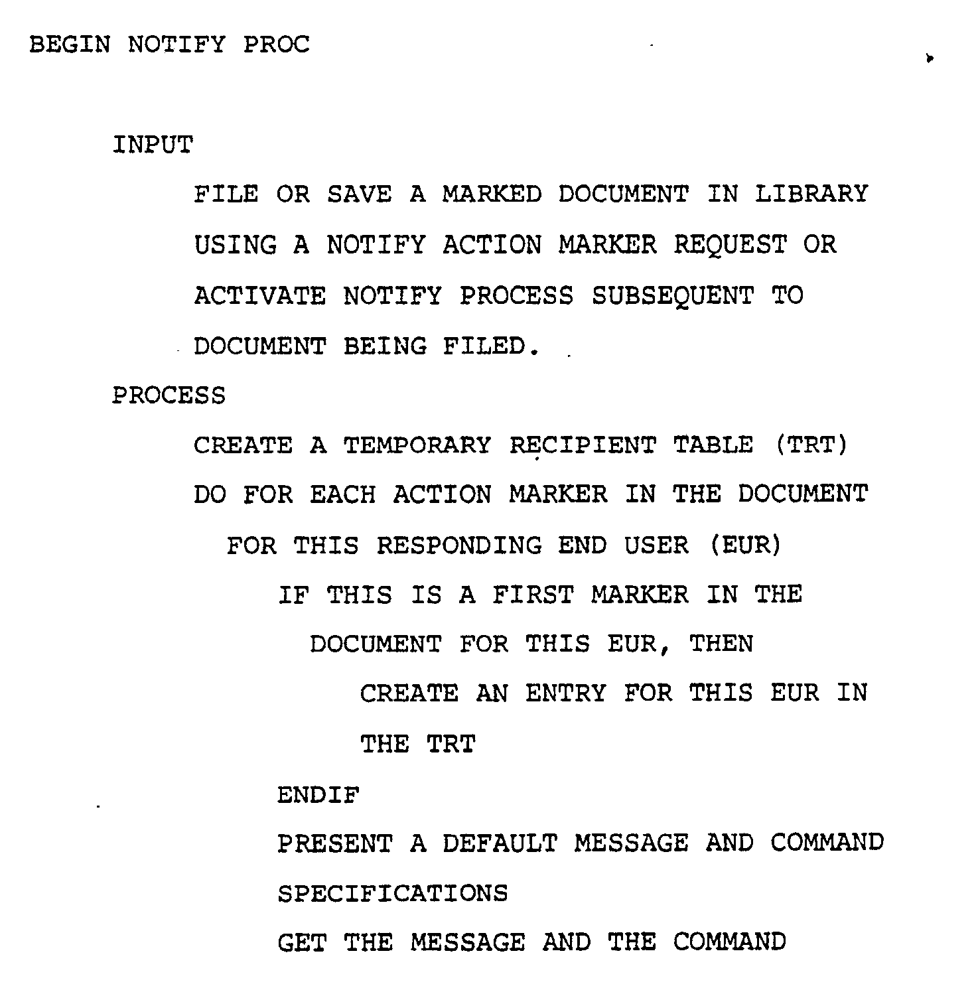 BEGIN NOTIFY PROC
INPUT
FILE OR SAVE A MARKED DOCUMENT IN LIBRARY
USING A NOTIFY ACTION MARKER REQUEST OR
ACTIVATE NOTIFY PROCESS SUBSEQUENT TO
DOCUMENT BEING FILED.
PROCESS
CREATE A TEMPORARY RECIPIENT TABLE (TRT)
DO FOR EACH ACTION MARKER IN THE DOCUMENT
FOR THIS RESPONDING END USER (EUR)
IF THIS IS A FIRST MARKER IN THE
DOCUMENT FOR THIS EUR, THEN
CREATE AN ENTRY FOR THIS EUR IN
THE TRT
ENDIF
PRESENT A DEFAULT MESSAGE AND COMMAND
SPECIFICATIONS
GET THE MESSAGE AND THE COMMAND